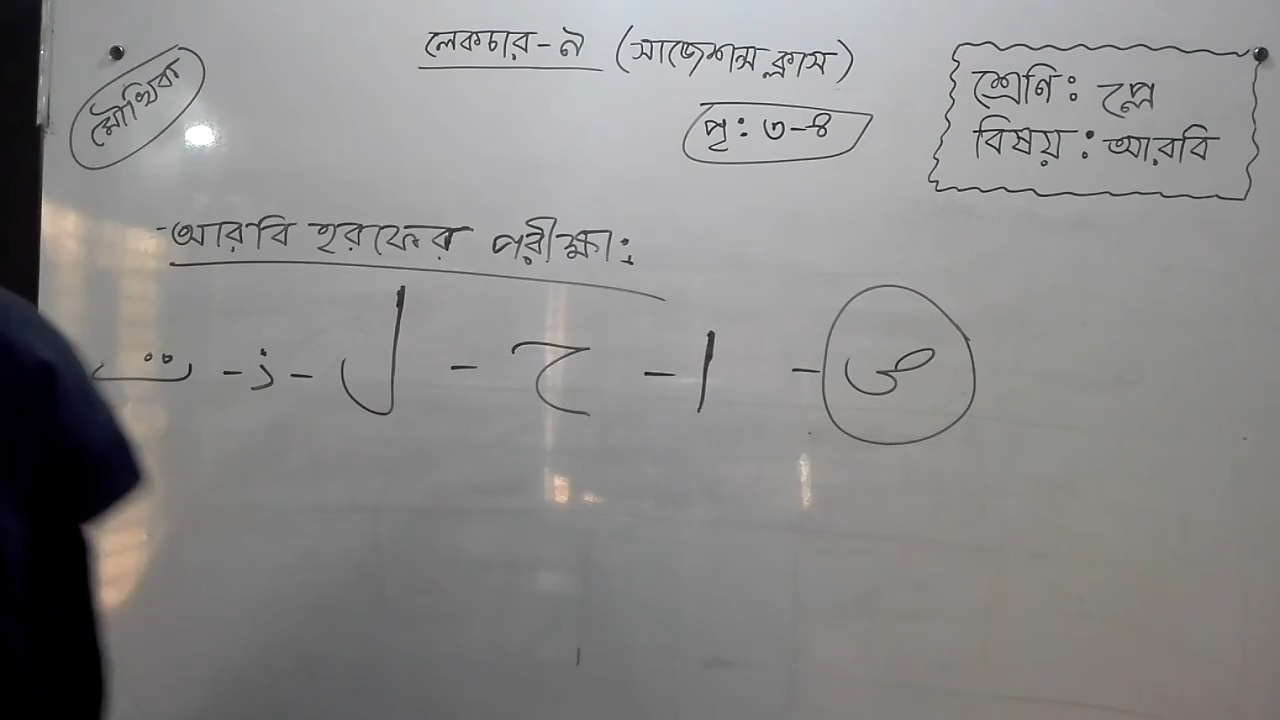 মৌখিক
লেকচার-৯ (সাজেশন্স ক্লাস)
পৃ: ৩-৪
শ্রেণি: প্লে
বিষয়: আরবি
আরবি হরফের পরীক্ষা:
ي - ا - ح - ل - ز - ت